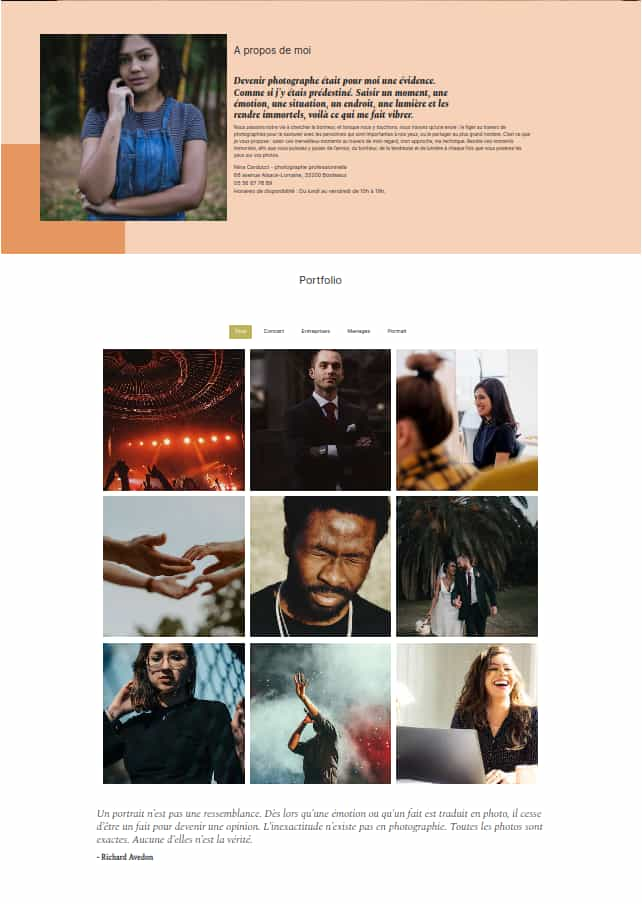 A propos de moi
Devenir photographe était pour moi une évidence.
Comme si j'y étais prédestiné. Saisir un moment, une
émotion, une situation, un endroit, une lumière et les
rendre immortels, voilà ce qui me fait vibrer.
Nous passons notre vie à chercher le bonheur, et lorsque nous y touchons, nous n'avons qu'une envie : le figer au travers de
photographies pour le savourer avec les personnes qui sont importantes à nos yeux, ou le partager au plus grand nombre. C'est ce que
je vous propose : saisir ces merveilleux moments au travers de mon regard, mon approche, ma technique. Rendre vos moments
immortels, afin que vous puissiez y puiser de l'amour, du bonheur, de la tendresse et de lumière à chaque fois que vous poserez les
yeux sur vos photos.
Nina Carducci - photographe professionnelle
68 avenue Alsace-Lorraine, 33200 Bordeaux
05 56 67 78 89
Horaires de disponibilité : Du lundi au vendredi de 10h à 19h.
Portfolio
Tous Concert Entreprises Mariages Portrait
Un portrait n'est pas une ressemblance. Dès lors qu'une émotion ou qu'un fait est traduit en photo, il cesse
d'être un fait pour devenir une opinion. L'inexactitude n'existe pas en photographie. Toutes les photos sont
exactes. Aucune d'elles n'est la vérité.
- Richard Avedon